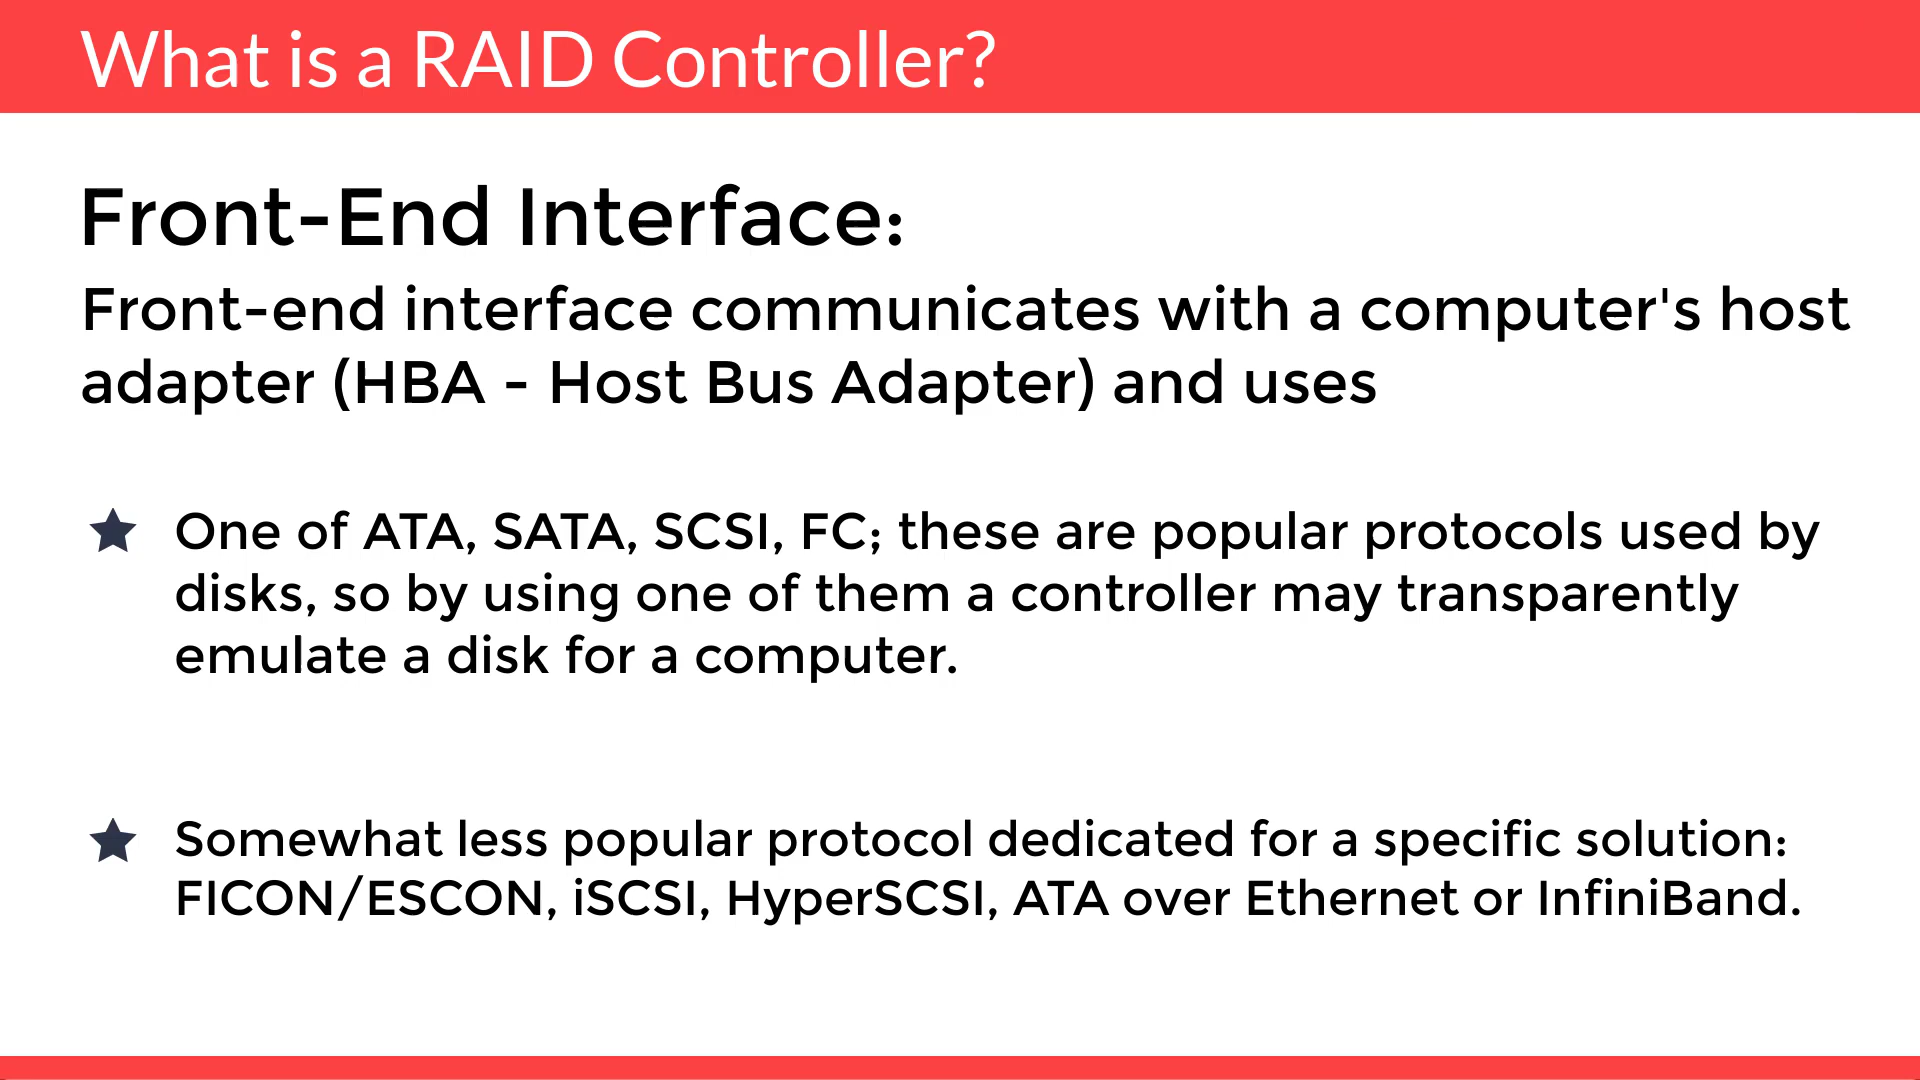 What is a RAID Controller?
Front-End Interface:
Front-end interface communicates with a computer's host
adapter (HBA - Host Bus Adapter) and uses
One of ATA, SATA, SCSI, FC; these are popular protocols used by
disks, so by using one of them a controller may transparently
emulate a disk for a computer.
Somewhat less popular protocol dedicated for a specific solution:
FICON/ESCON, iSCSI, HyperSCSI, ATA over Ethernet or InfiniBand.